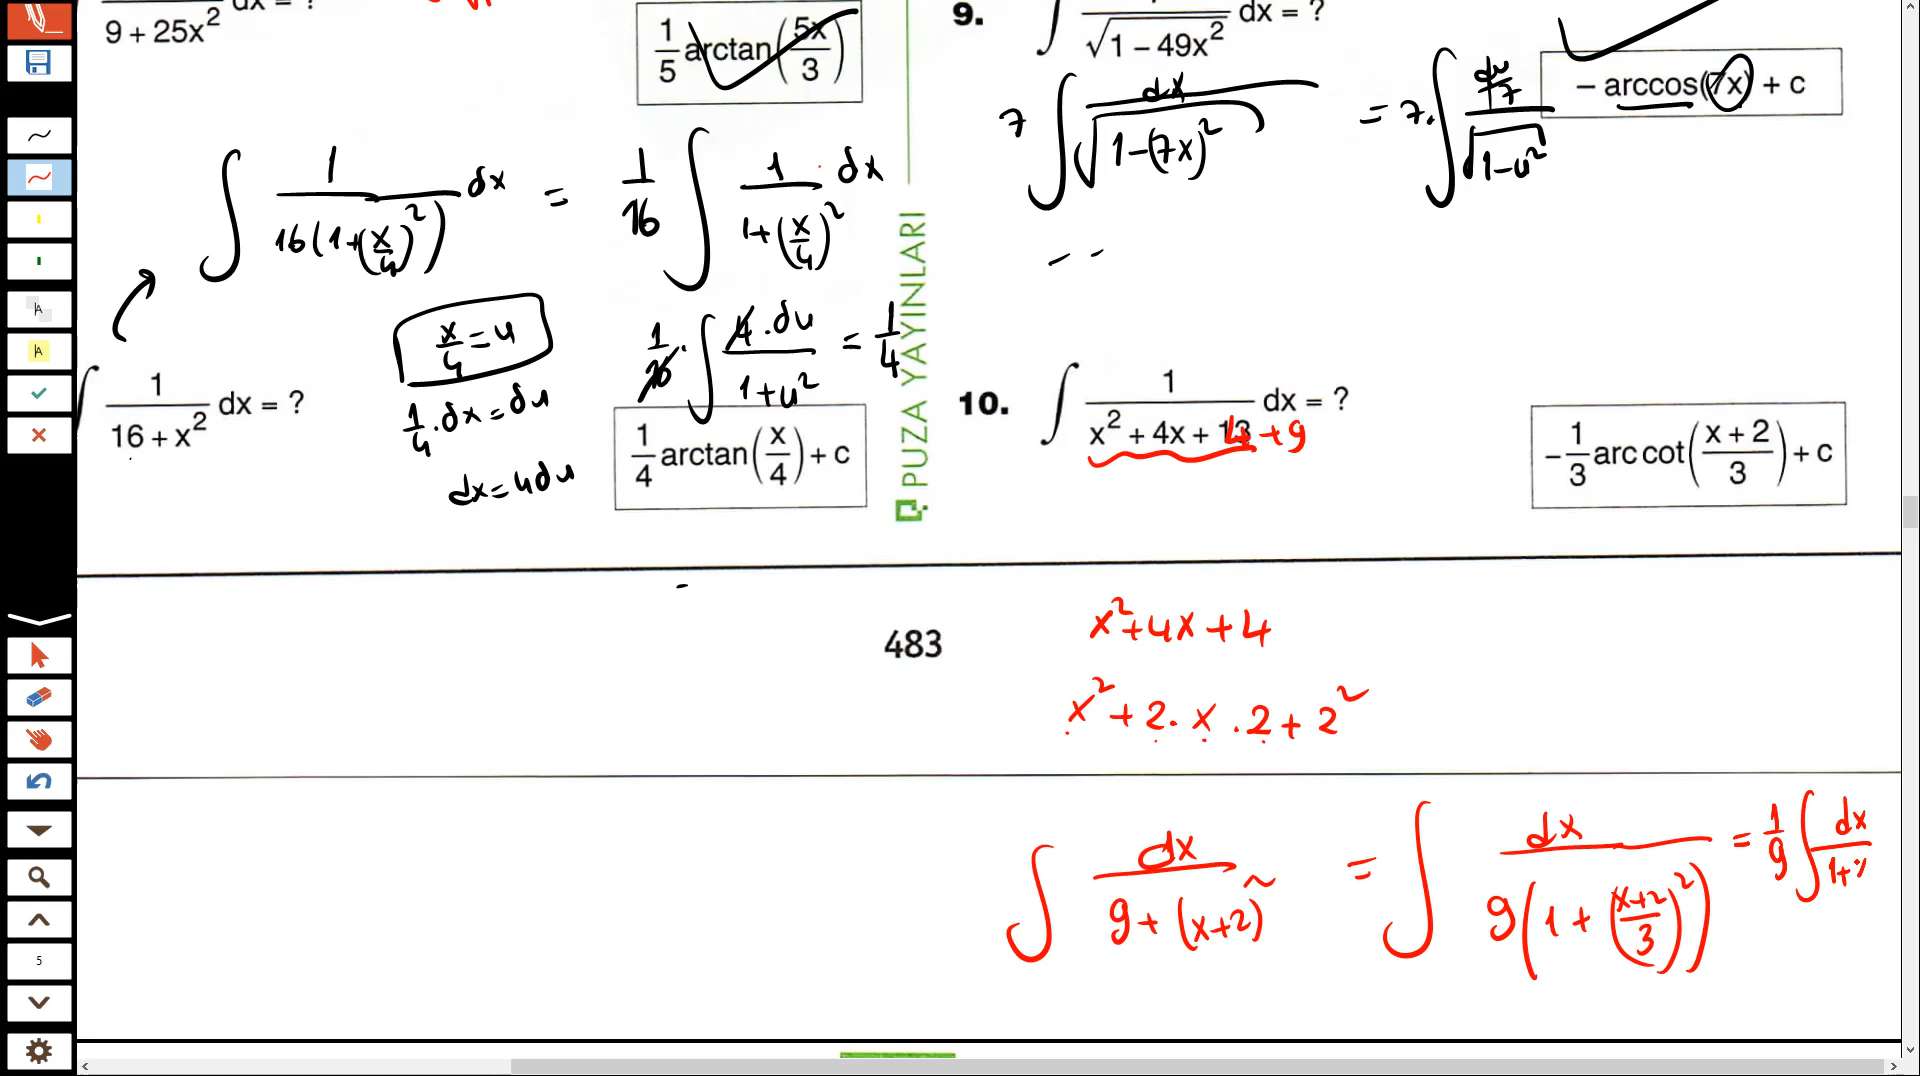 9 + 25x² dx = ?
1/5 arctan(5x/3)
∫ 1/(16(1+(x/4)²)) dx = 1/16 ∫ 1/(1+(x/4)²) dx
x/4 = u
1/4 . dx = du
dx = 4du
1/16 . ∫ 4.du/(1+u²) = 1/4
∫ 1/(16 + x²) dx = ?
1/4 arctan(x/4) + c
PUZA YAYINLARI
9. ∫ /√(1 − 49x²) dx = ?
− arccos(7x) + c
7 ∫ dx/√(1-(7x)²) = 7. ∫ (du/7)/√(1-u²)
10. ∫ 1/(x² + 4x + 13) dx = ?
4+9
− 1/3 arc cot((x + 2)/3) + c
483
x²+4x+4
x²+2.x.2+2²
∫ dx/(9+(x+2)²) = ∫ dx/(9(1+((x+2)/3)²)) = 1/9 ∫ dx/(1+
5